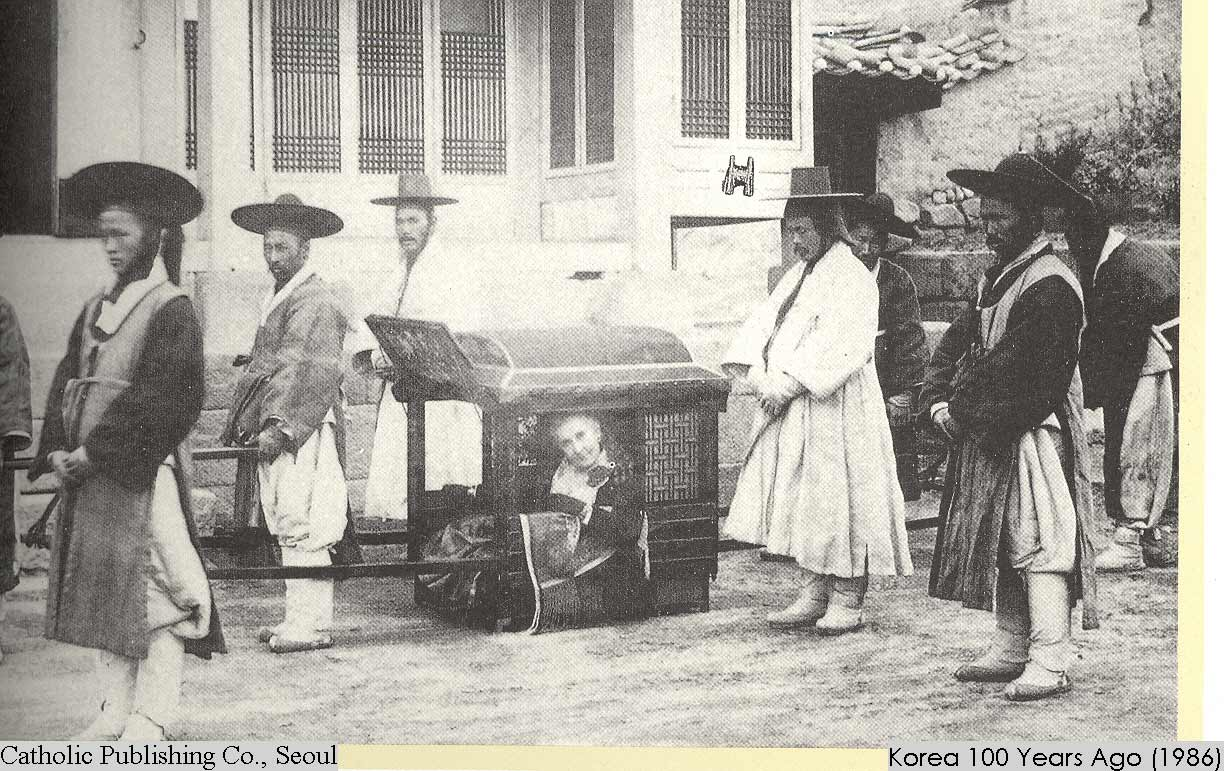 Catholic Publishing Co., Seoul
Korea 100 Years Ago (1986)